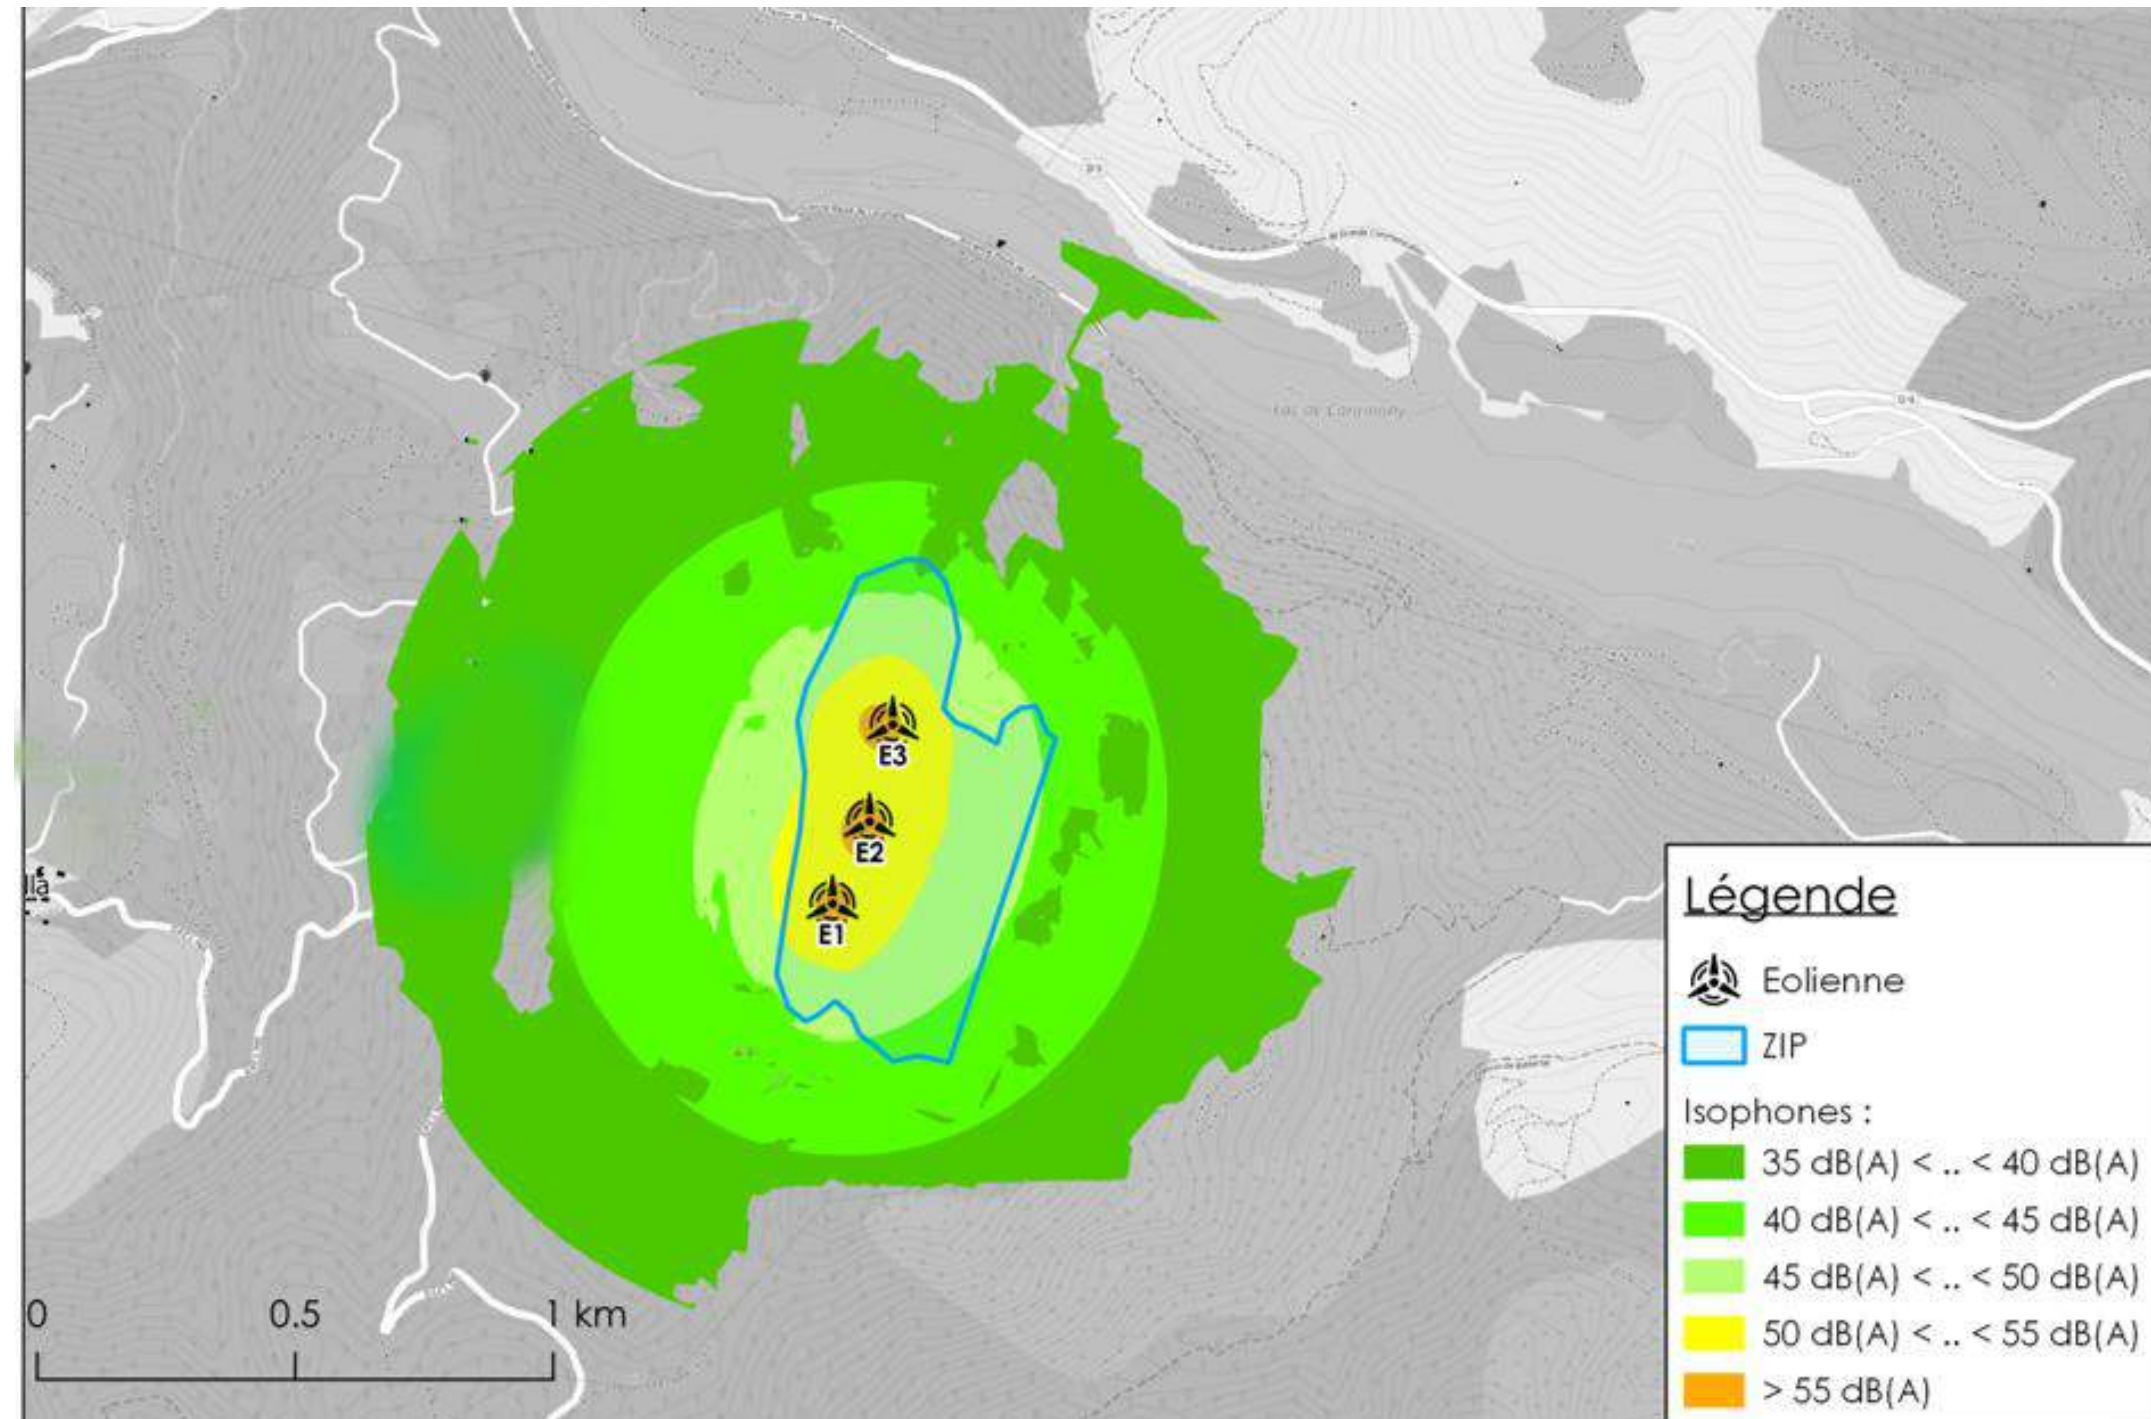 E3
E2
E1
0 0.5 1 km
Légende
Eolienne
ZIP
Isophones :
35 dB(A) < .. < 40 dB(A)
40 dB(A) < .. < 45 dB(A)
45 dB(A) < .. < 50 dB(A)
50 dB(A) < .. < 55 dB(A)
> 55 dB(A)